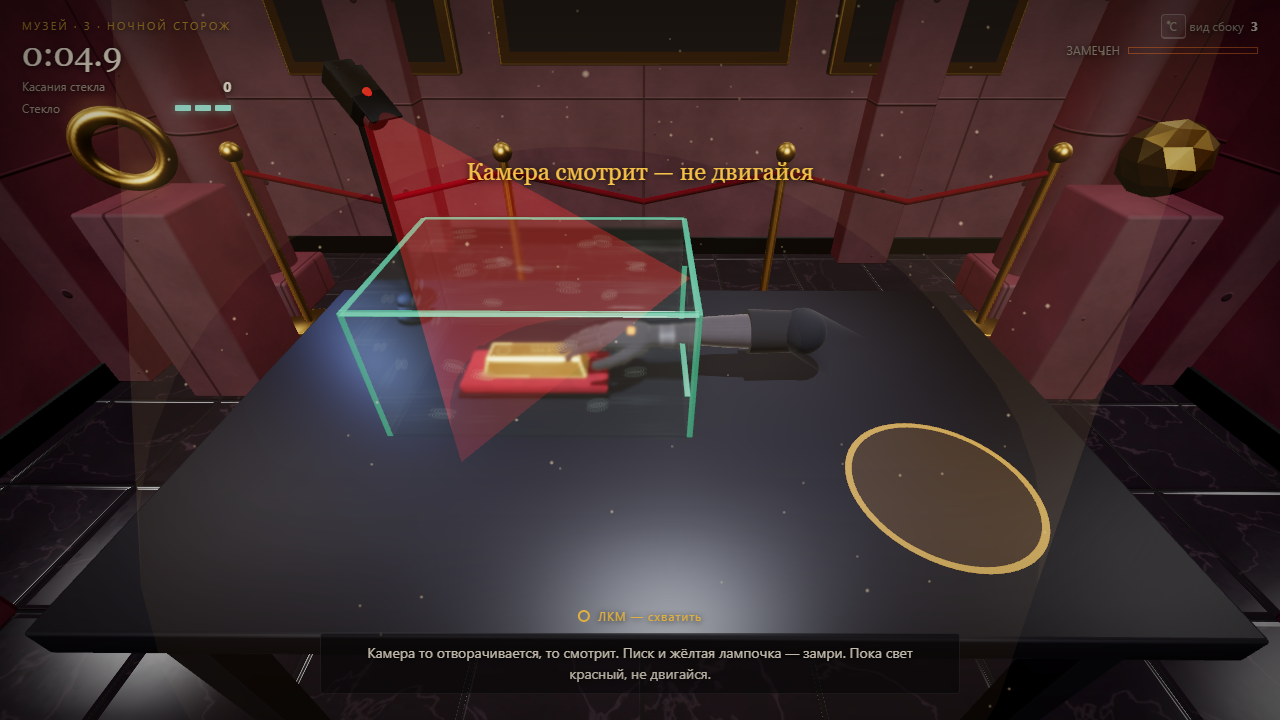 МУЗЕЙ · 3 · НОЧНОЙ СТОРОЖ
0:04.9
Касания стекла 0
Стекло
℃ вид сбоку 3
ЗАМЕЧЕН
Камера смотрит — не двигайся
ЛКМ — схватить
Камера то отворачивается, то смотрит. Писк и жёлтая лампочка — замри. Пока свет
красный, не двигайся.